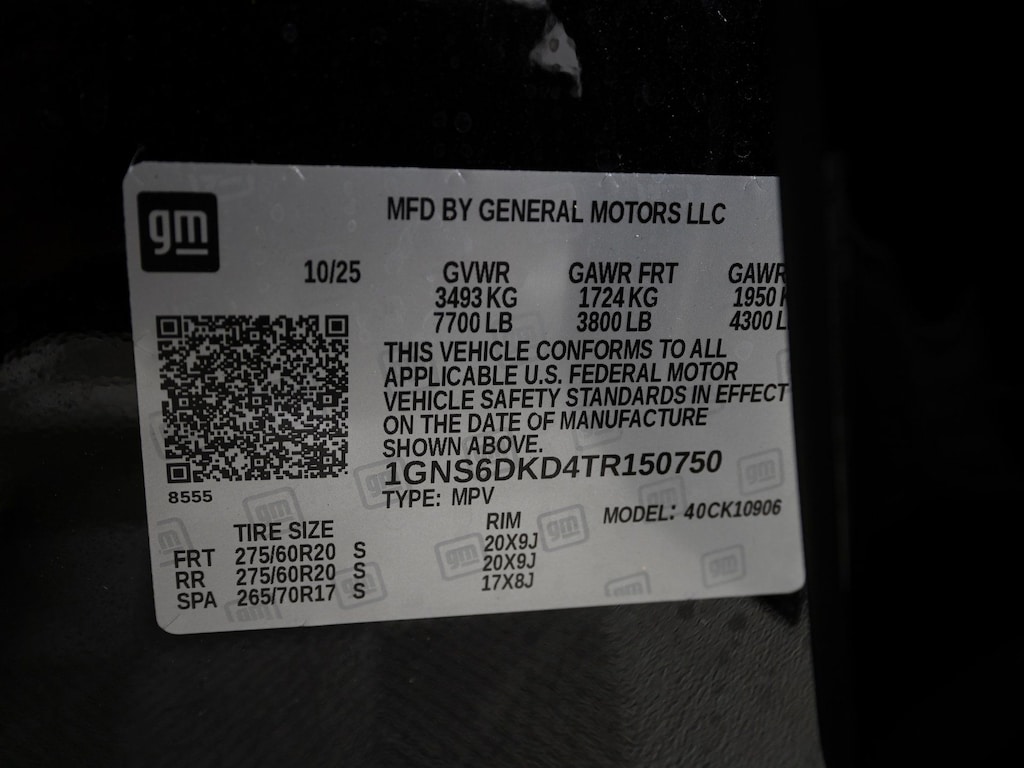 gm
MFD BY GENERAL MOTORS LLC
10/25 GVWR GAWR FRT GAWR
3493 KG 1724 KG 1950 K
7700 LB 3800 LB 4300 L
THIS VEHICLE CONFORMS TO ALL
APPLICABLE U.S. FEDERAL MOTOR
VEHICLE SAFETY STANDARDS IN EFFECT
ON THE DATE OF MANUFACTURE
SHOWN ABOVE.
1GNS6DKD4TR150750
8555
TYPE: MPV
MODEL: 40CK10906
TIRE SIZE RIM
FRT 275/60R20 S 20X9J
RR 275/60R20 S 20X9J
SPA 265/70R17 S 17X8J